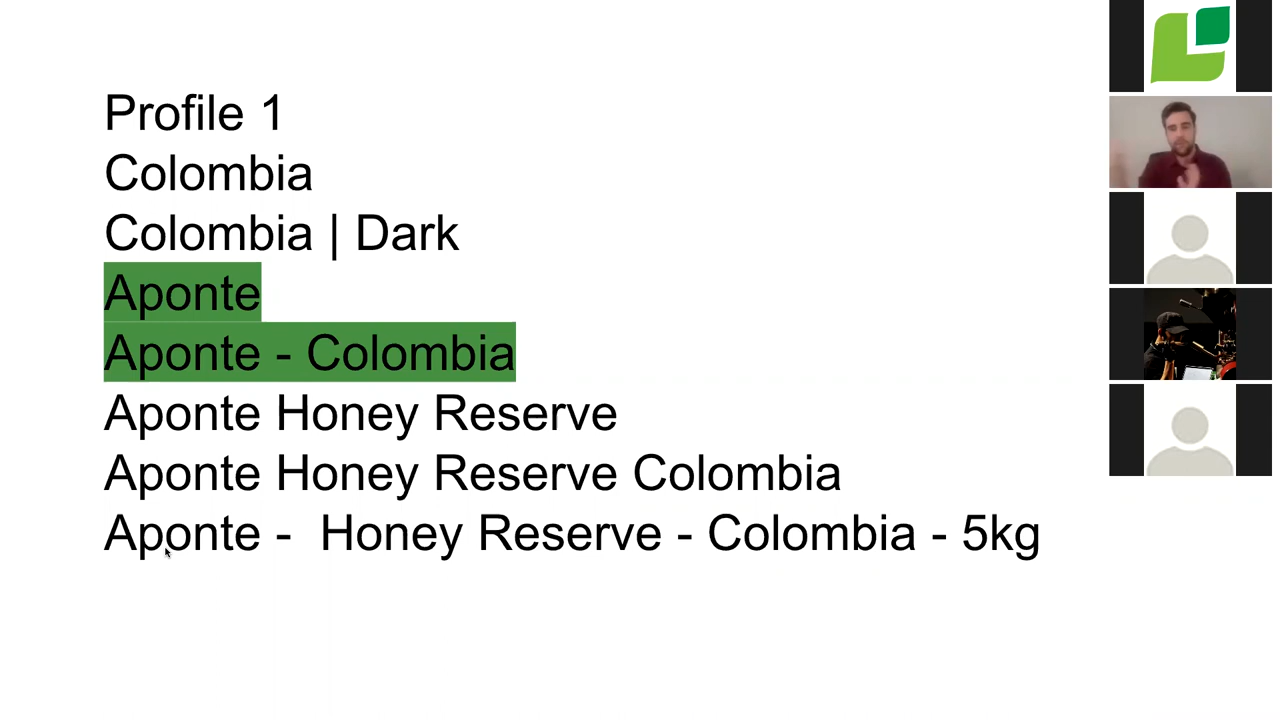 Profile 1
Colombia
Colombia | Dark
Aponte
Aponte - Colombia
Aponte Honey Reserve
Aponte Honey Reserve Colombia
Aponte -  Honey Reserve - Colombia - 5kg